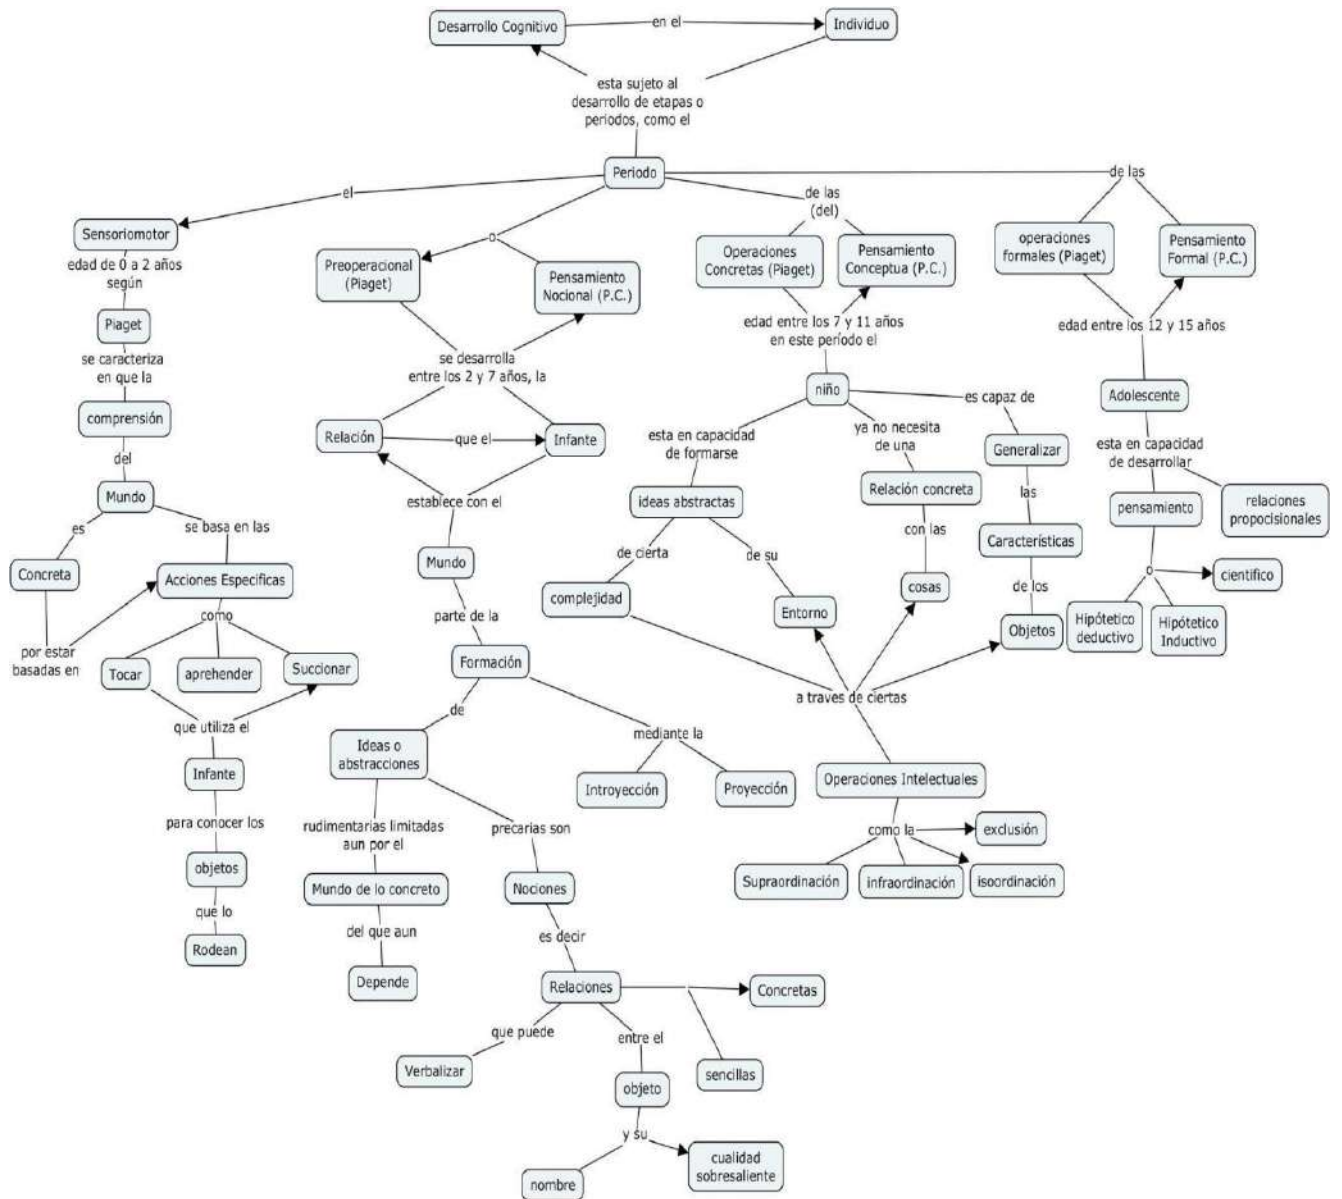 Desarrollo Cognitivo
en el
Individuo
esta sujeto al
desarrollo de etapas o
periodos, como el
Periodo
el
Sensoriomotor
edad de 0 a 2 años
según
Piaget
se caracteriza
en que la
comprensión
del
Mundo
es
se basa en las
Concreta
Acciones Especificas
por estar
basadas en
como
Tocar
aprehender
Succionar
que utiliza el
Infante
para conocer los
objetos
que lo
Rodean
o
Preoperacional
(Piaget)
Pensamiento
Nocional (P.C.)
se desarrolla
entre los 2 y 7 años, la
Relación
que el
Infante
establece con el
Mundo
parte de la
Formación
de
mediante la
Ideas o
abstracciones
Introyección
Proyección
rudimentarias limitadas
aun por el
precarias son
Mundo de lo concreto
Nociones
del que aun
es decir
Depende
Relaciones
Concretas
que puede
entre el
Verbalizar
sencillas
objeto
y su
nombre
cualidad
sobresaliente
de las
(del)
Operaciones
Concretas (Piaget)
Pensamiento
Conceptua (P.C.)
edad entre los 7 y 11 años
en este período el
niño
esta en capacidad
de formarse
ya no necesita
de una
es capaz de
ideas abstractas
Relación concreta
Generalizar
de cierta
de su
con las
las
complejidad
Entorno
cosas
Características
de los
Objetos
a traves de ciertas
Operaciones Intelectuales
como la
exclusión
Supraordinación
infraordinación
isoordinación
de las
operaciones
formales (Piaget)
Pensamiento
Formal (P.C.)
edad entre los 12 y 15 años
Adolescente
esta en capacidad
de desarrollar
pensamiento
relaciones
propocisionales
o
cientifico
Hipótetico
deductivo
Hipótetico
Inductivo